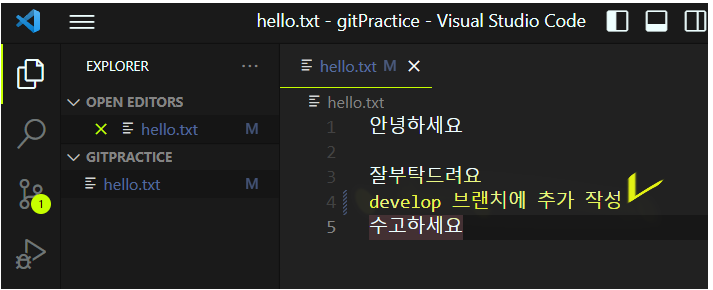 hello.txt - gitPractice - Visual Studio Code
EXPLORER
OPEN EDITORS
hello.txt M
GITPRACTICE
hello.txt M
1
hello.txt M
hello.txt
1 안녕하세요
2
3 잘부탁드려요
4 develop 브랜치에 추가 작성
5 수고하세요